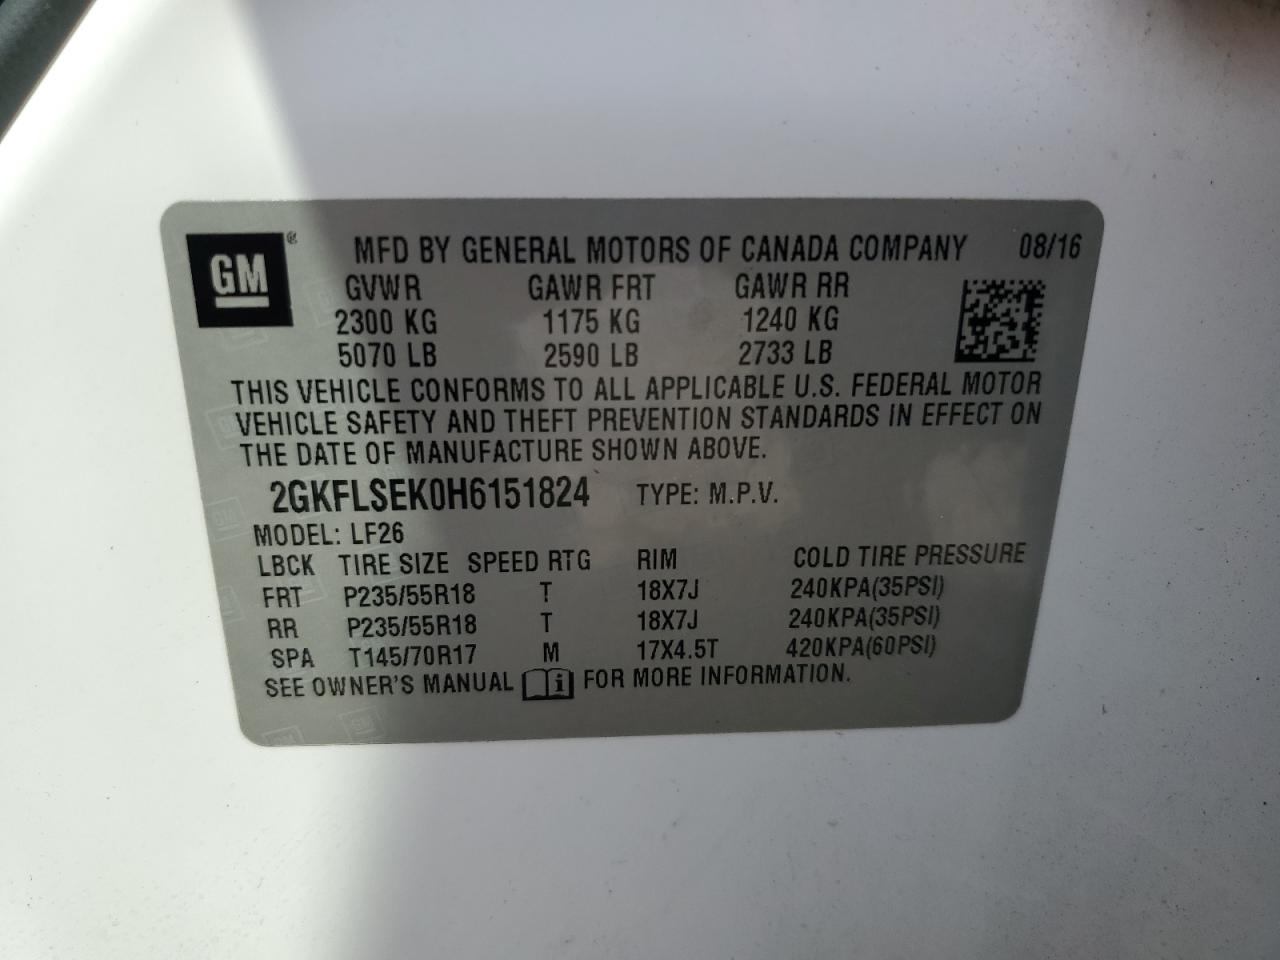 GM ® MFD BY GENERAL MOTORS OF CANADA COMPANY 08/16
GVWR GAWR FRT GAWR RR
2300 KG 1175 KG 1240 KG
5070 LB 2590 LB 2733 LB
THIS VEHICLE CONFORMS TO ALL APPLICABLE U.S. FEDERAL MOTOR
VEHICLE SAFETY AND THEFT PREVENTION STANDARDS IN EFFECT ON
THE DATE OF MANUFACTURE SHOWN ABOVE.
2GKFLSEK0H6151824 TYPE: M.P.V.
MODEL: LF26
LBCK TIRE SIZE SPEED RTG RIM COLD TIRE PRESSURE
FRT P235/55R18 T 18X7J 240KPA(35PSI)
RR P235/55R18 T 18X7J 240KPA(35PSI)
SPA T145/70R17 M 17X4.5T 420KPA(60PSI)
SEE OWNER'S MANUAL i FOR MORE INFORMATION.